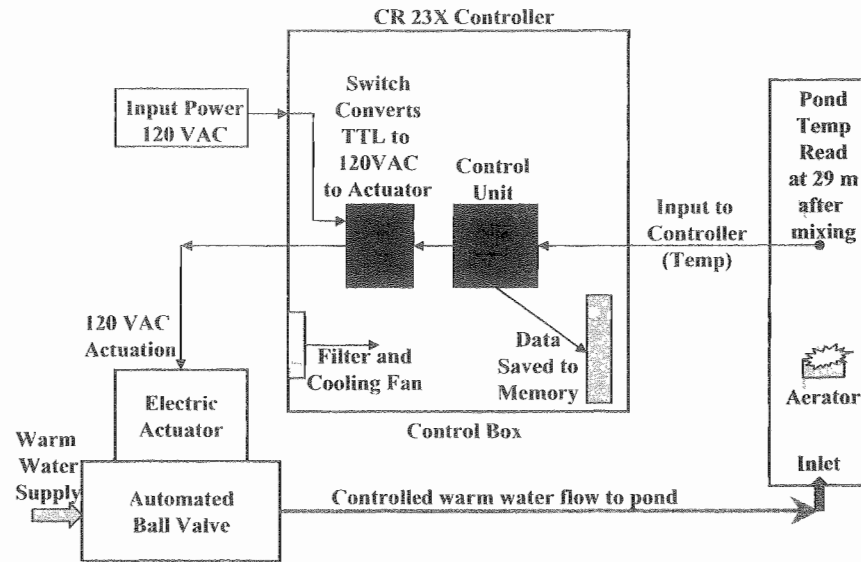 CR 23X Controller
Input Power
120 VAC
Switch
Converts
TTL to
120VAC
to Actuator
Control
Unit
Input to
Controller
(Temp)
Pond
Temp
Read
at 29 m
after
mixing
120 VAC
Actuation
Filter and
Cooling Fan
Data
Saved to
Memory
Aerator
Control Box
Electric
Actuator
Warm
Water
Supply
Automated
Ball Valve
Controlled warm water flow to pond
Inlet